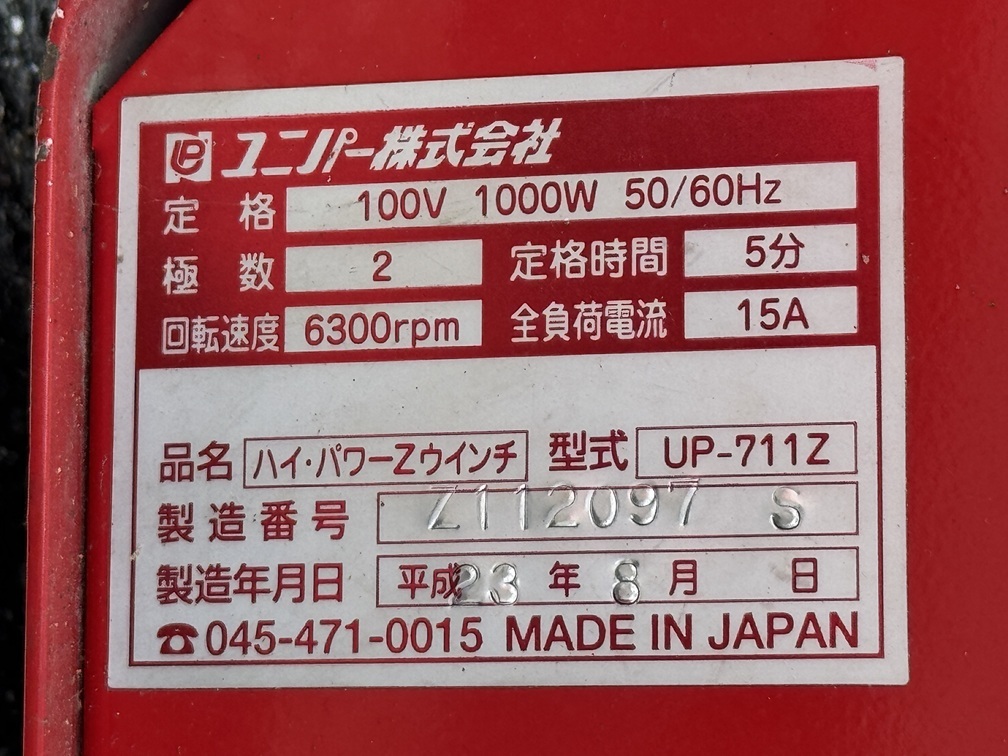 ユニパー株式会社
定格 100V 1000W 50/60Hz
極数 2 定格時間 5分
回転速度 6300rpm 全負荷電流 15A
品名 ハイ・パワーZウインチ 型式 UP-711Z
製造番号 Z112097 S
製造年月日 平成23年8月 日
☎045-471-0015 MADE IN JAPAN